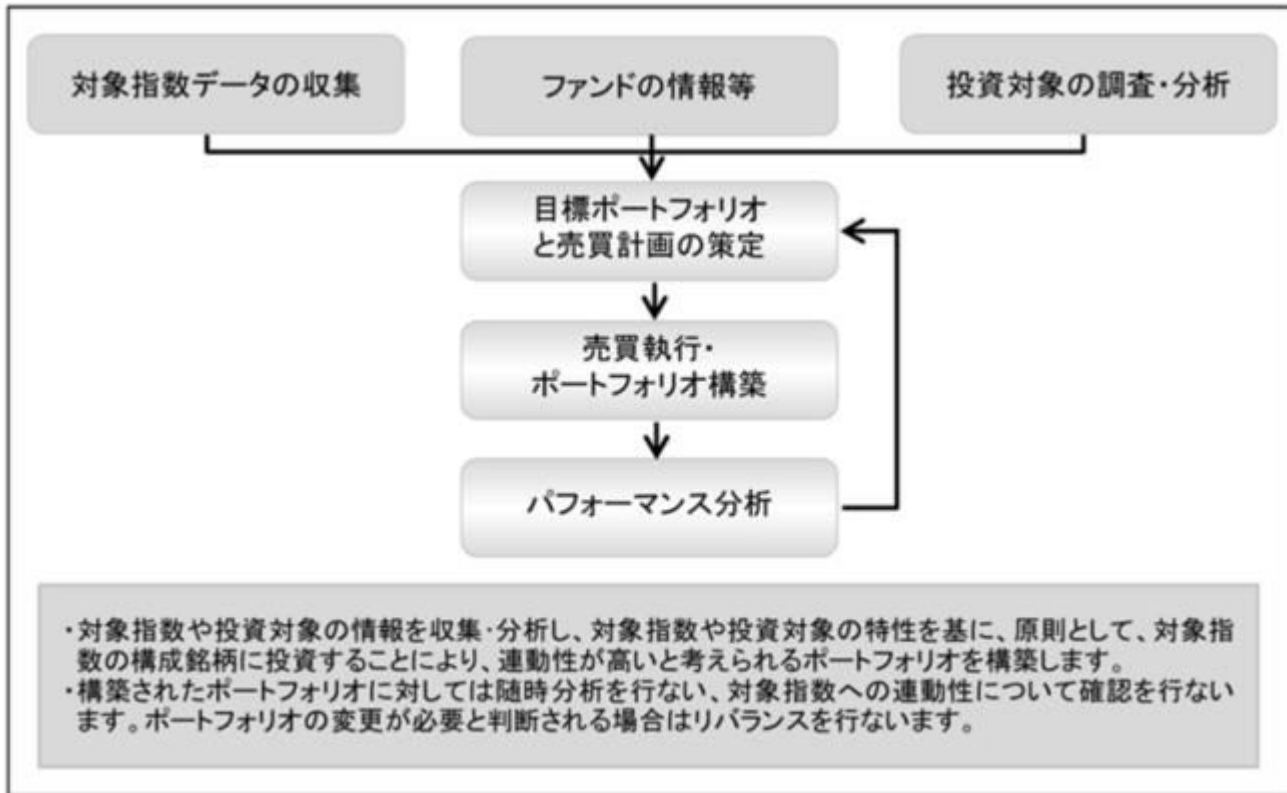 対象指数データの収集
ファンドの情報等
投資対象の調査・分析
目標ポートフォリオ
と売買計画の策定
売買執行・
ポートフォリオ構築
パフォーマンス分析
・対象指数や投資対象の情報を収集・分析し、対象指数や投資対象の特性を基に、原則として、対象指
数の構成銘柄に投資することにより、連動性が高いと考えられるポートフォリオを構築します。
・構築されたポートフォリオに対しては随時分析を行ない、対象指数への連動性について確認を行ない
ます。ポートフォリオの変更が必要と判断される場合はリバランスを行ないます。